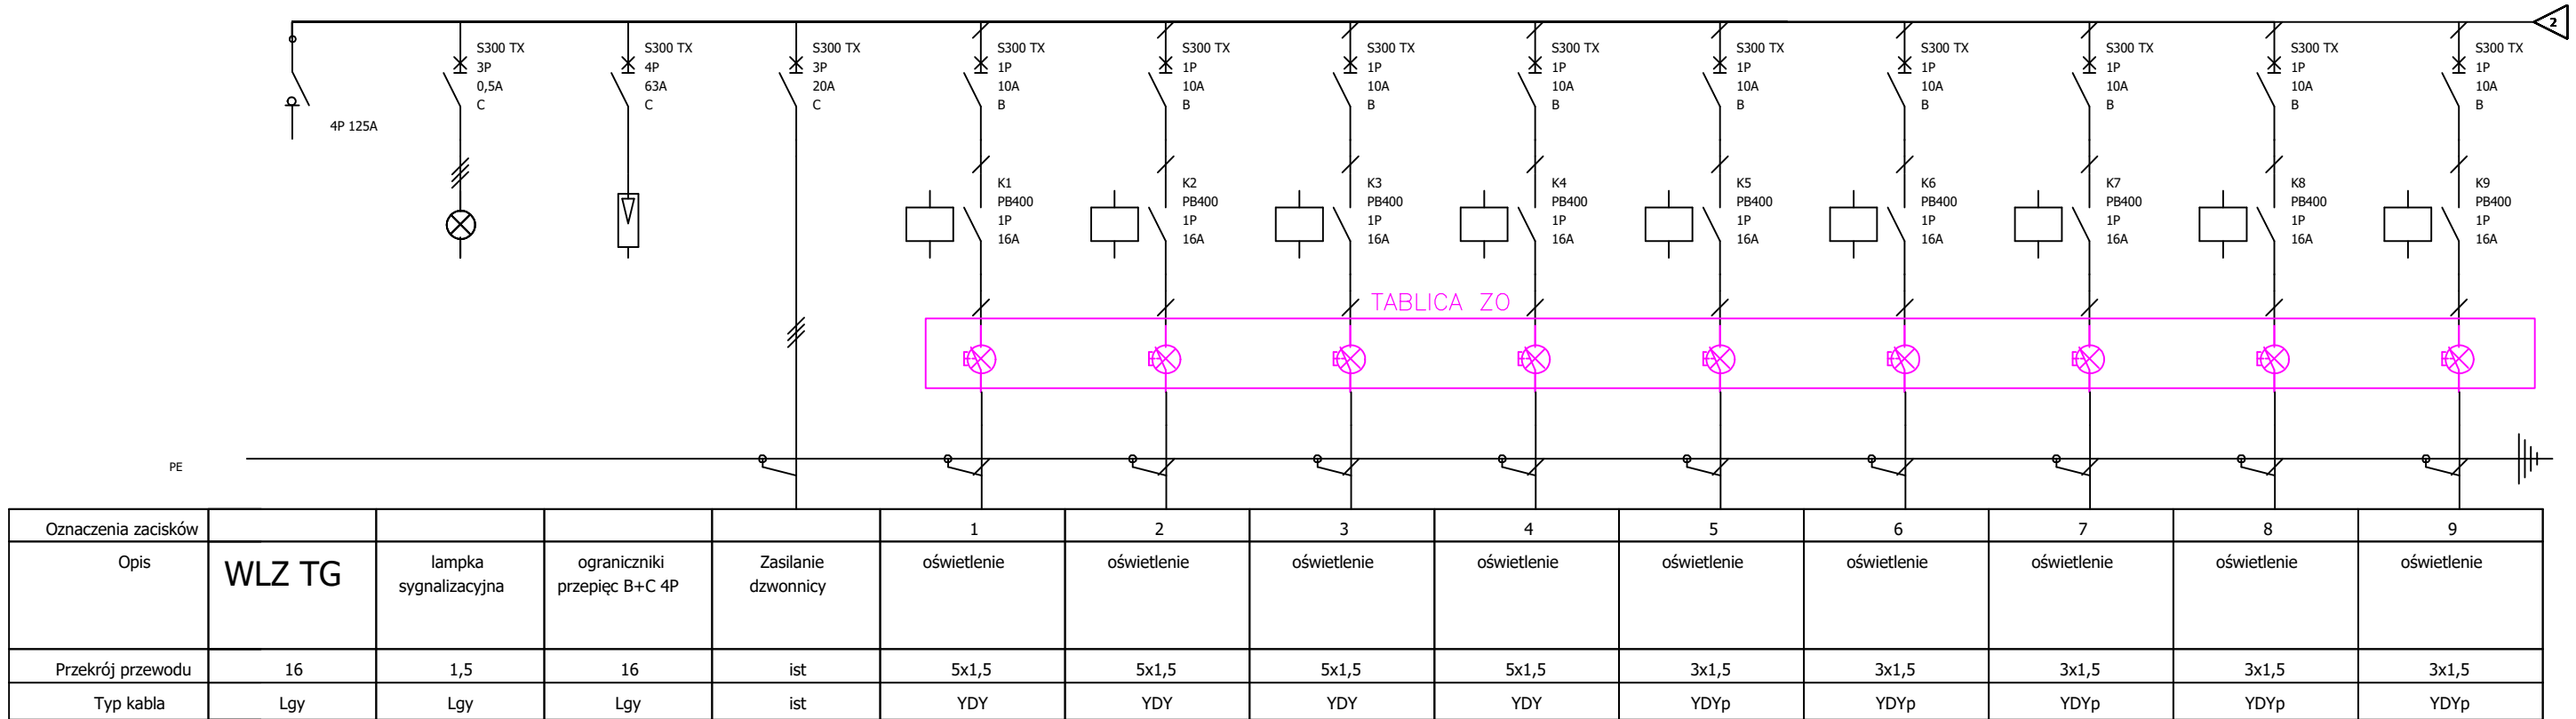 2
4P 125A
S300 TX
3P
0,5A
C
S300 TX
4P
63A
C
S300 TX
3P
20A
C
S300 TX
1P
10A
B
S300 TX
1P
10A
B
S300 TX
1P
10A
B
S300 TX
1P
10A
B
S300 TX
1P
10A
B
S300 TX
1P
10A
B
S300 TX
1P
10A
B
S300 TX
1P
10A
B
S300 TX
1P
10A
B
K1
PB400
1P
16A
K2
PB400
1P
16A
K3
PB400
1P
16A
K4
PB400
1P
16A
K5
PB400
1P
16A
K6
PB400
1P
16A
K7
PB400
1P
16A
K8
PB400
1P
16A
K9
PB400
1P
16A
TABLICA ZO
PE
Oznaczenia zacisków 1 2 3 4 5 6 7 8 9
Opis
WLZ TG
lampka
sygnalizacyjna
ograniczniki
przepięc B+C 4P
Zasilanie
dzwonnicy
oświetlenie
oświetlenie
oświetlenie
oświetlenie
oświetlenie
oświetlenie
oświetlenie
oświetlenie
oświetlenie
Przekrój przewodu 16 1,5 16 ist 5x1,5 5x1,5 5x1,5 5x1,5 3x1,5 3x1,5 3x1,5 3x1,5 3x1,5
Typ kabla Lgy Lgy Lgy ist YDY YDY YDY YDY YDYp YDYp YDYp YDYp YDYp